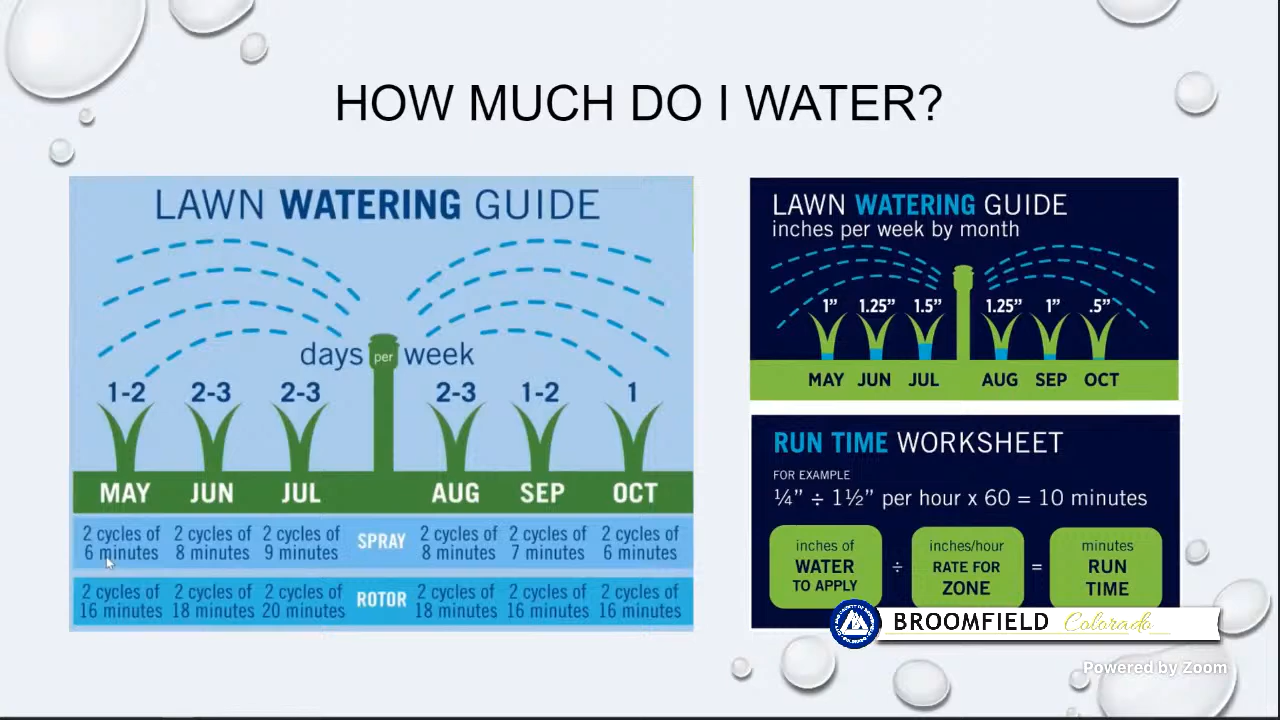 HOW MUCH DO I WATER?
LAWN WATERING GUIDE
days per week
1-2 2-3 2-3 2-3 1-2 1
MAY JUN JUL AUG SEP OCT
2 cycles of 2 cycles of 2 cycles of SPRAY 2 cycles of 2 cycles of 2 cycles of
6 minutes 8 minutes 9 minutes 8 minutes 7 minutes 6 minutes
2 cycles of 2 cycles of 2 cycles of ROTOR 2 cycles of 2 cycles of 2 cycles of
16 minutes 18 minutes 20 minutes 18 minutes 16 minutes 16 minutes
LAWN WATERING GUIDE
inches per week by month
1” 1.25” 1.5” 1.25” 1” .5”
MAY JUN JUL AUG SEP OCT
RUN TIME WORKSHEET
FOR EXAMPLE
¼” ÷ 1½” per hour x 60 = 10 minutes
inches of inches/hour minutes
WATER ÷ RATE FOR = RUN
TO APPLY ZONE TIME
BROOMFIELD Colorado
Powered by Zoom